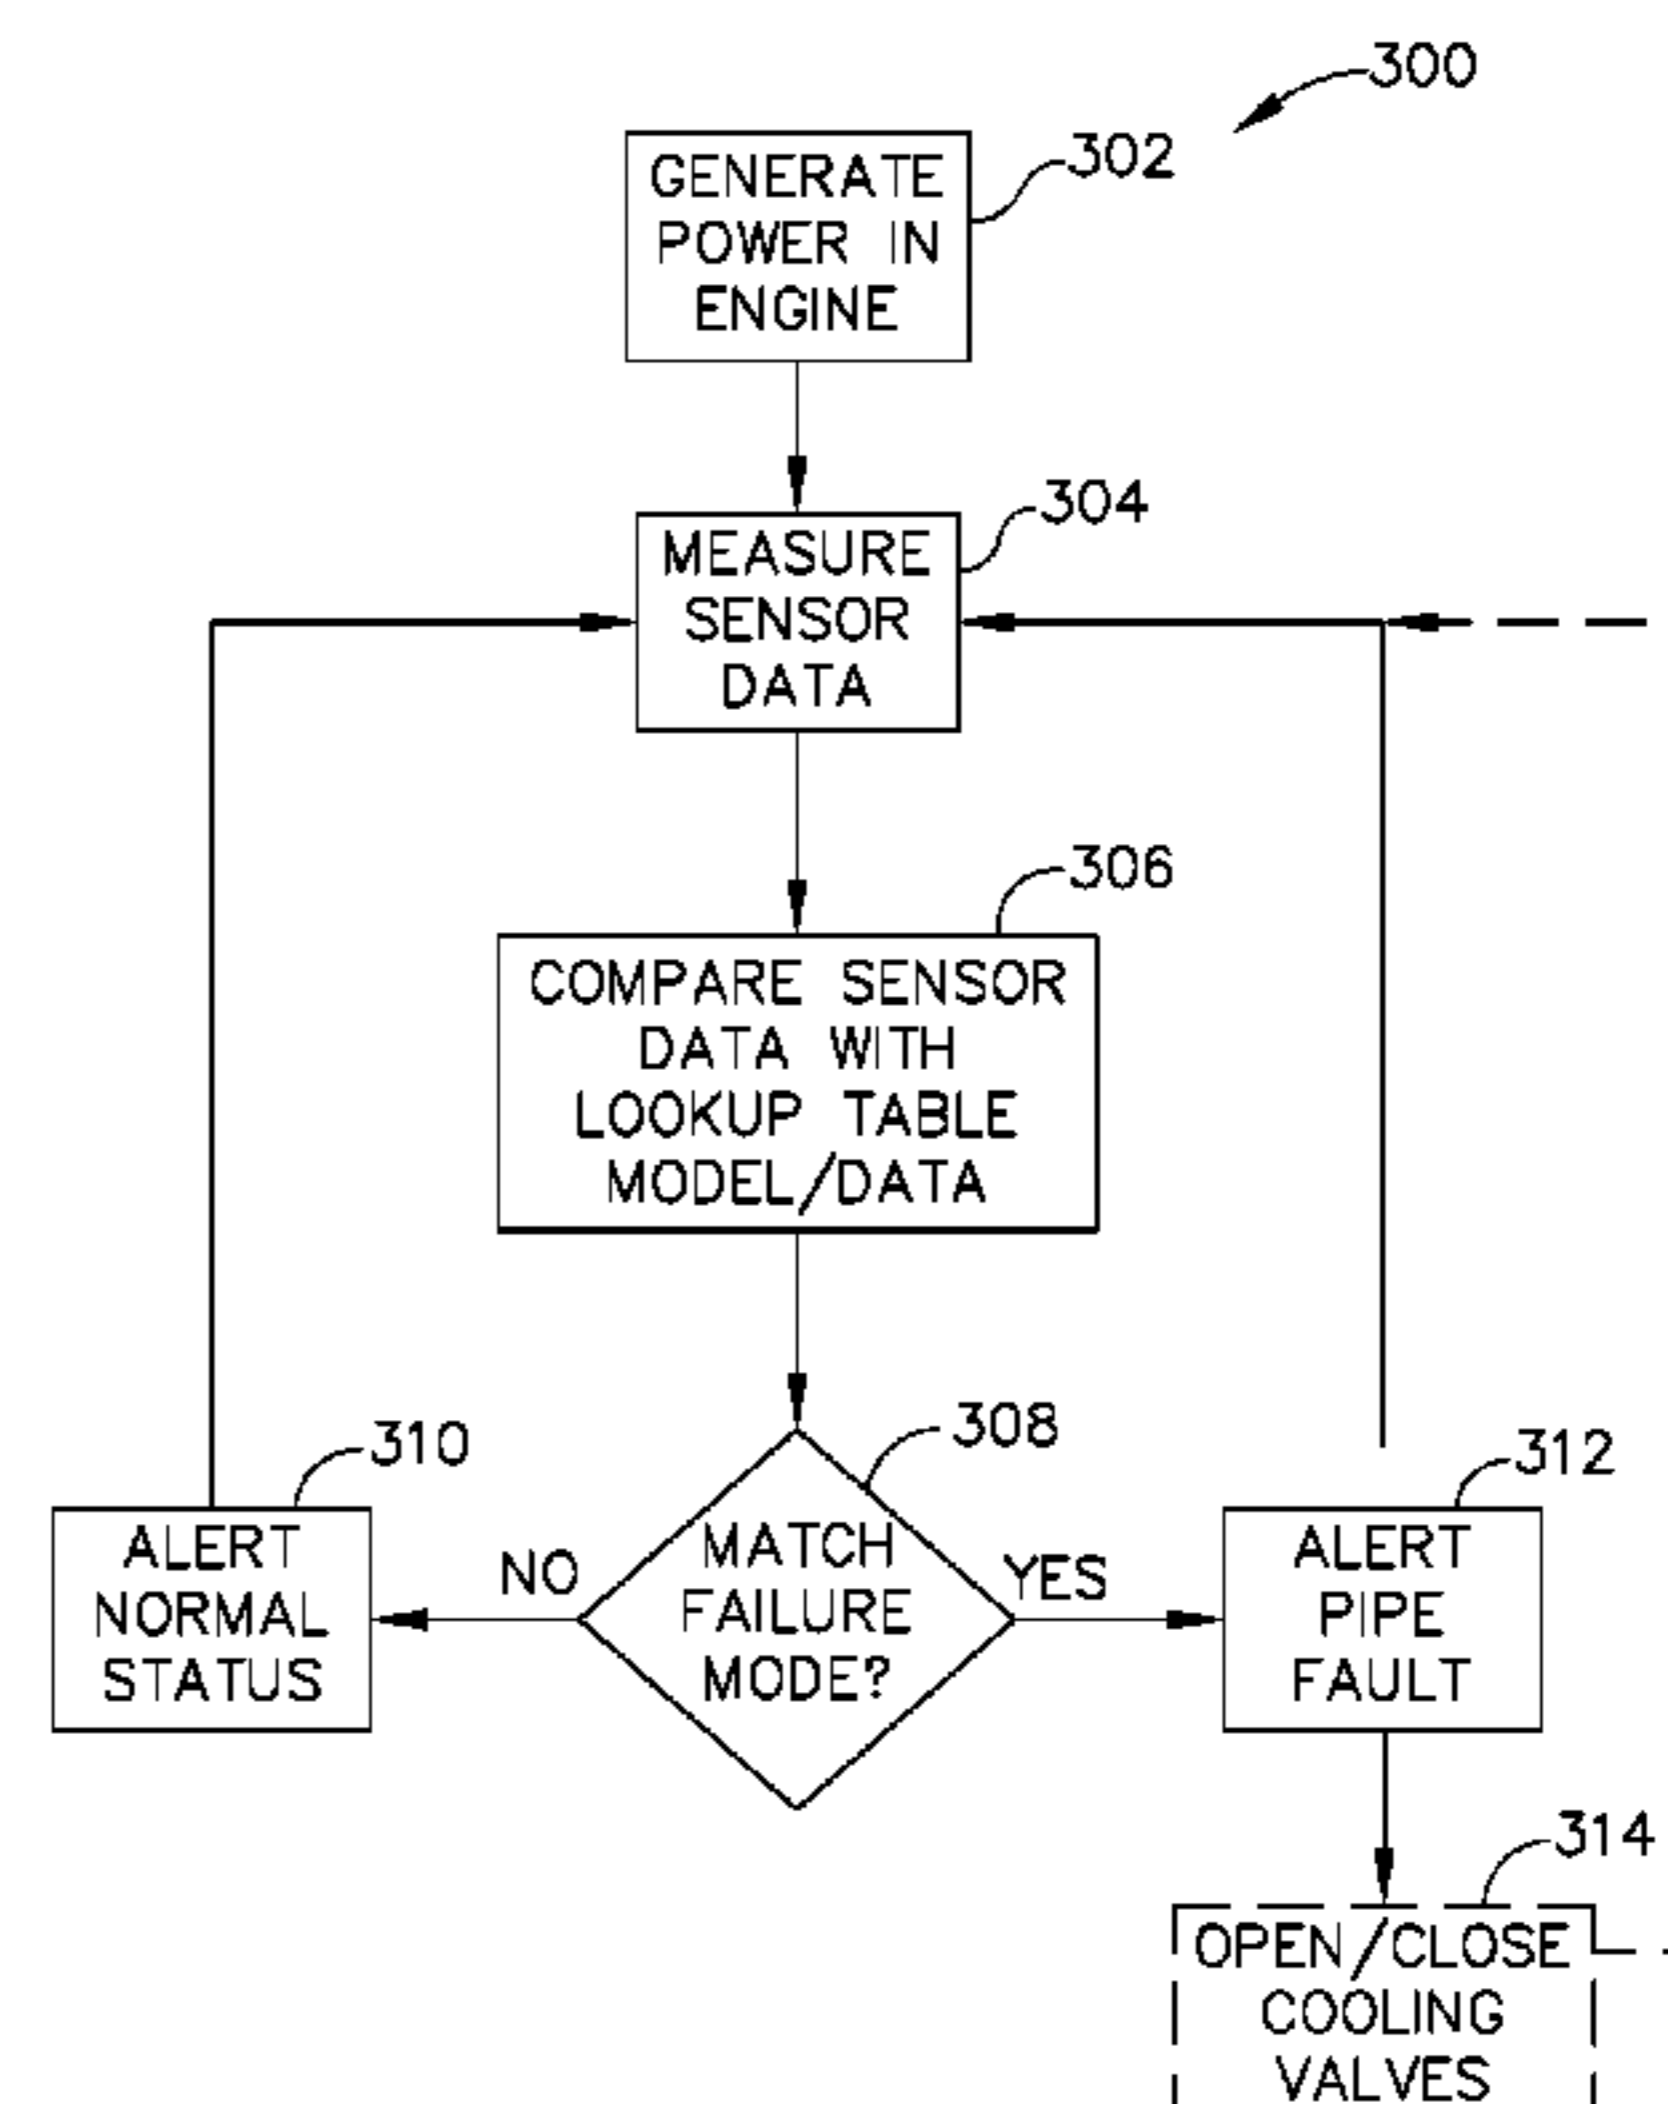 300
302
GENERATE
POWER IN
ENGINE
304
MEASURE
SENSOR
DATA
306
COMPARE SENSOR
DATA WITH
LOOKUP TABLE
MODEL/DATA
308
MATCH
FAILURE
MODE?
NO
YES
310
ALERT
NORMAL
STATUS
312
ALERT
PIPE
FAULT
314
OPEN/CLOSE
COOLING
VALVES